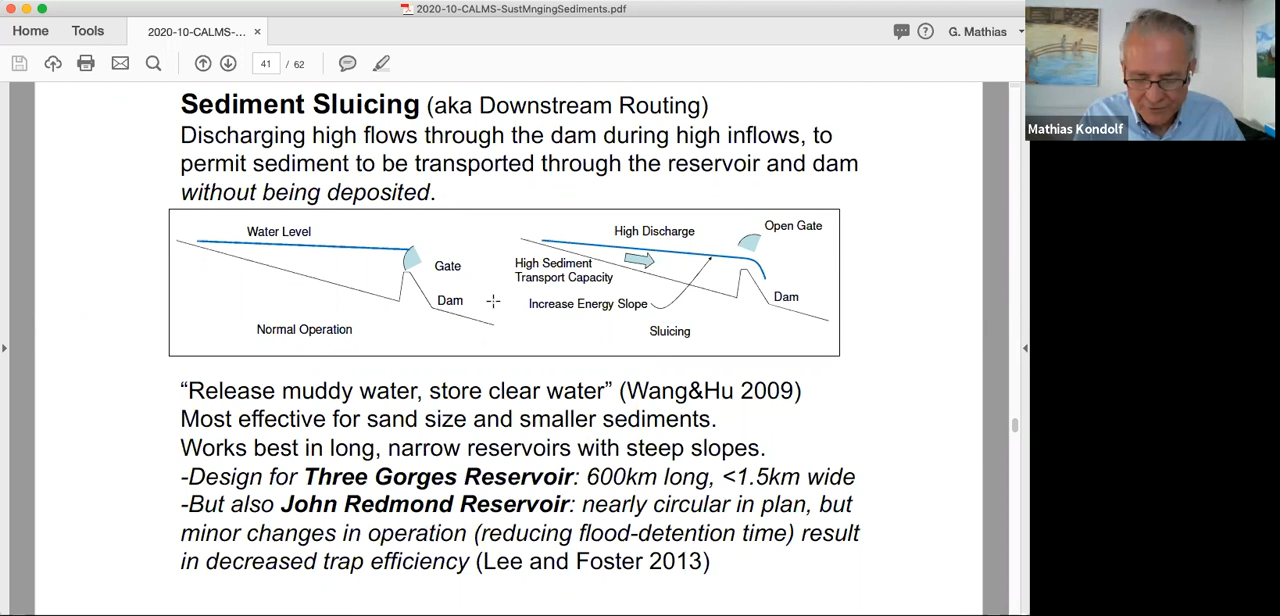 2020-10-CALMS-SustMngingSediments.pdf
Home Tools 2020-10-CALMS-... × G. Mathias
41 / 62
Mathias Kondolf
Sediment Sluicing (aka Downstream Routing)
Discharging high flows through the dam during high inflows, to
permit sediment to be transported through the reservoir and dam
without being deposited.
Water Level
Gate
Dam
Normal Operation
High Discharge
Open Gate
High Sediment
Transport Capacity
Increase Energy Slope
Dam
Sluicing
“Release muddy water, store clear water” (Wang&Hu 2009)
Most effective for sand size and smaller sediments.
Works best in long, narrow reservoirs with steep slopes.
-Design for Three Gorges Reservoir: 600km long, <1.5km wide
-But also John Redmond Reservoir: nearly circular in plan, but
minor changes in operation (reducing flood-detention time) result
in decreased trap efficiency (Lee and Foster 2013)